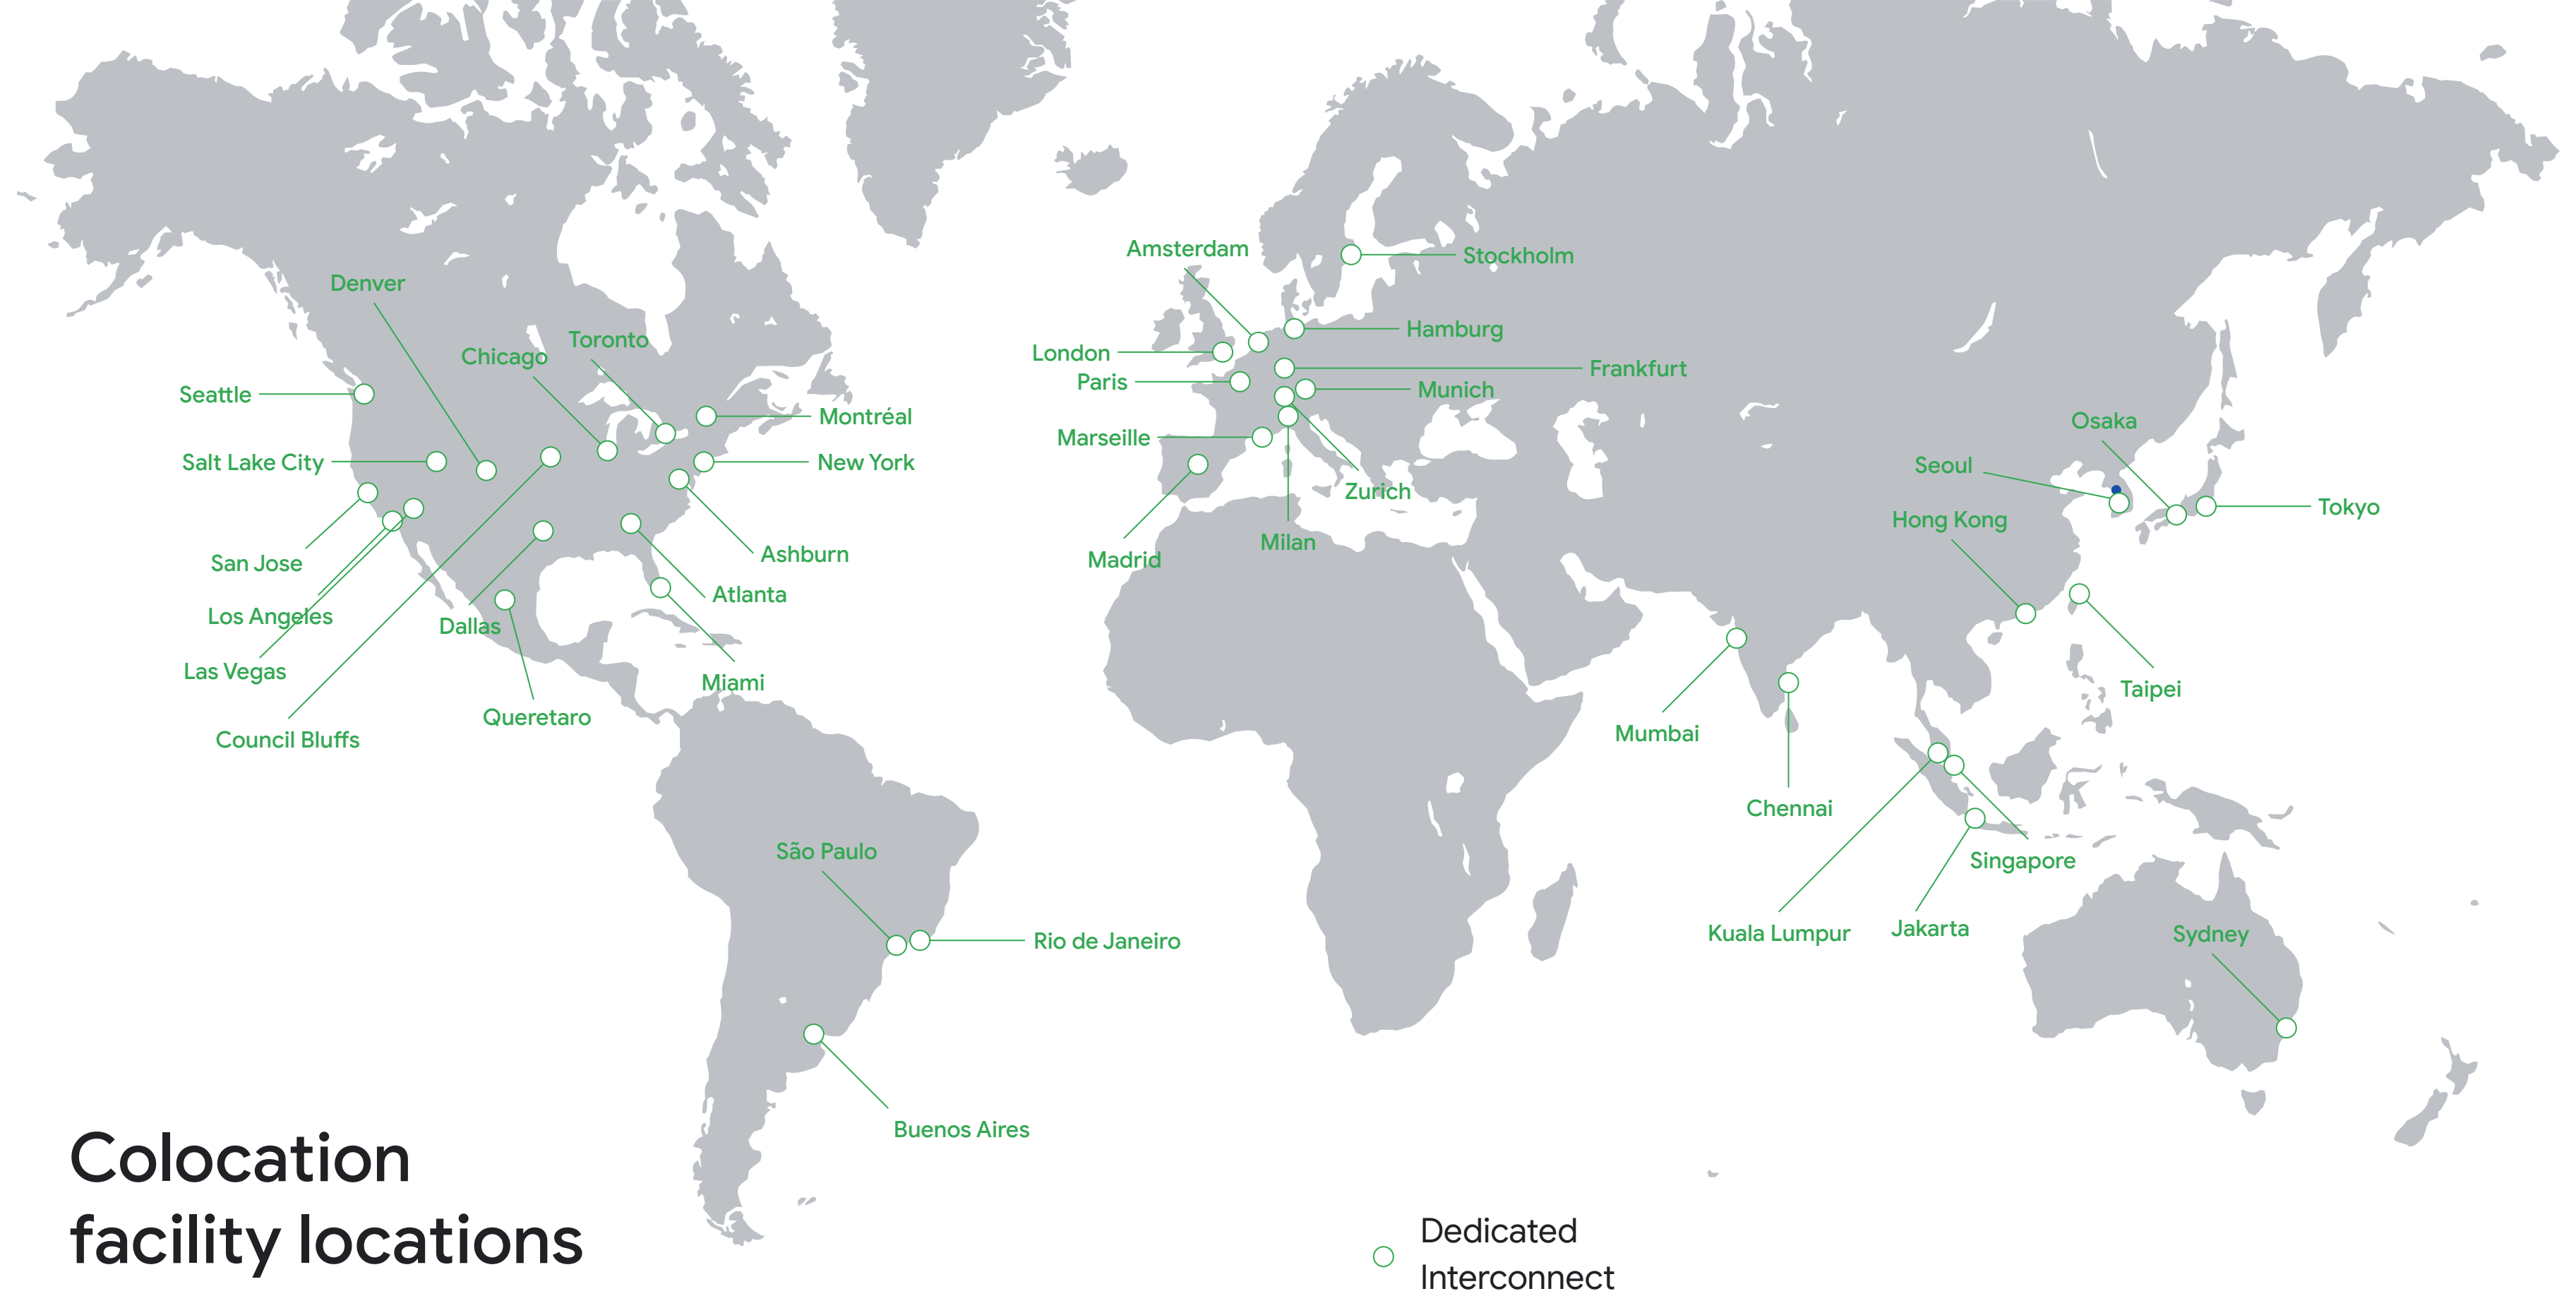 Amsterdam
Stockholm
Denver
Hamburg
Toronto
London
Chicago
Frankfurt
Paris
Munich
Seattle
Montréal
Osaka
Marseille
Salt Lake City
New York
Seoul
Zurich
Tokyo
Hong Kong
Milan
Ashburn
Madrid
San Jose
Atlanta
Los Angeles
Dallas
Las Vegas
Miami
Taipei
Queretaro
Mumbai
Council Bluffs
Chennai
São Paulo
Singapore
Jakarta
Kuala Lumpur
Sydney
Rio de Janeiro
Buenos Aires
Colocation
facility locations
Dedicated
Interconnect